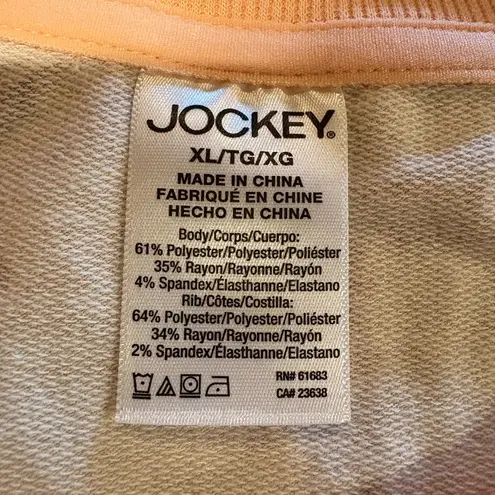 JOCKEY®
XL/TG/XG
MADE IN CHINA
FABRIQUÉ EN CHINE
HECHO EN CHINA
Body/Corps/Cuerpo:
61% Polyester/Polyester/Poliéster
35% Rayon/Rayonne/Rayón
4% Spandex/Élasthanne/Elastano
Rib/Côtes/Costilla:
64% Polyester/Polyester/Poliéster
34% Rayon/Rayonne/Rayón
2% Spandex/Élasthanne/Elastano
RN# 61683
CA# 23638